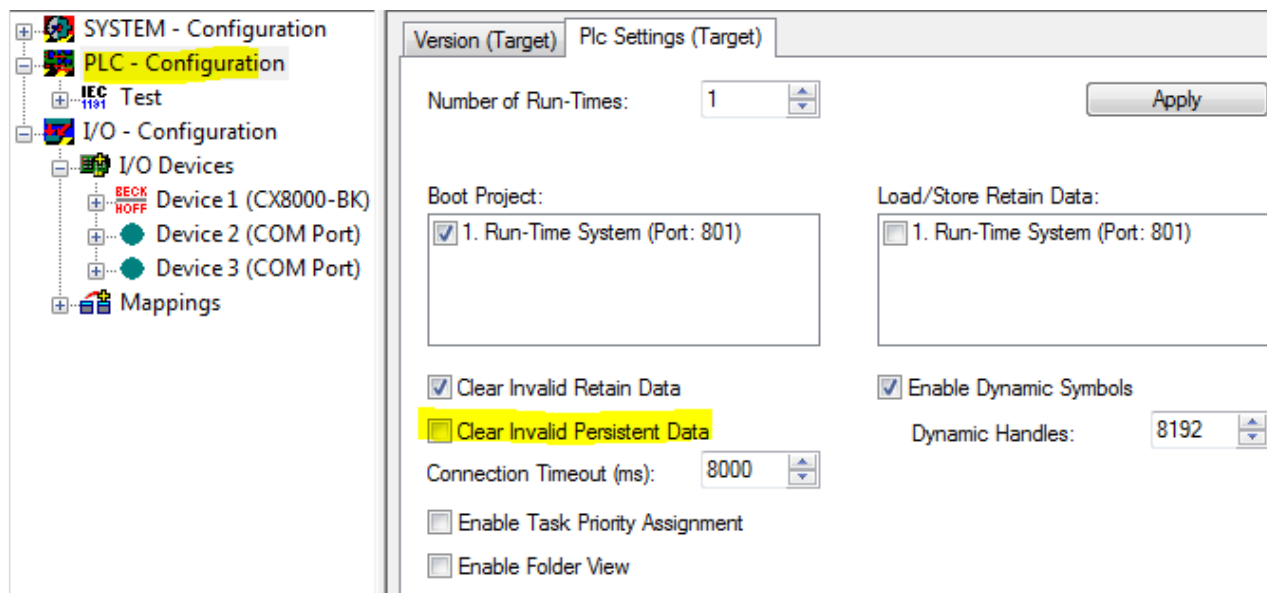 SYSTEM - Configuration
PLC - Configuration
IEC
1131
Test
I/O - Configuration
I/O Devices
BECK
HOFF
Device 1 (CX8000-BK)
Device 2 (COM Port)
Device 3 (COM Port)
Mappings
Version (Target)
Plc Settings (Target)
Number of Run-Times:
1
Apply
Boot Project:
Load/Store Retain Data:
1. Run-Time System (Port: 801)
1. Run-Time System (Port: 801)
Clear Invalid Retain Data
Enable Dynamic Symbols
Clear Invalid Persistent Data
Dynamic Handles:
8192
Connection Timeout (ms):
8000
Enable Task Priority Assignment
Enable Folder View